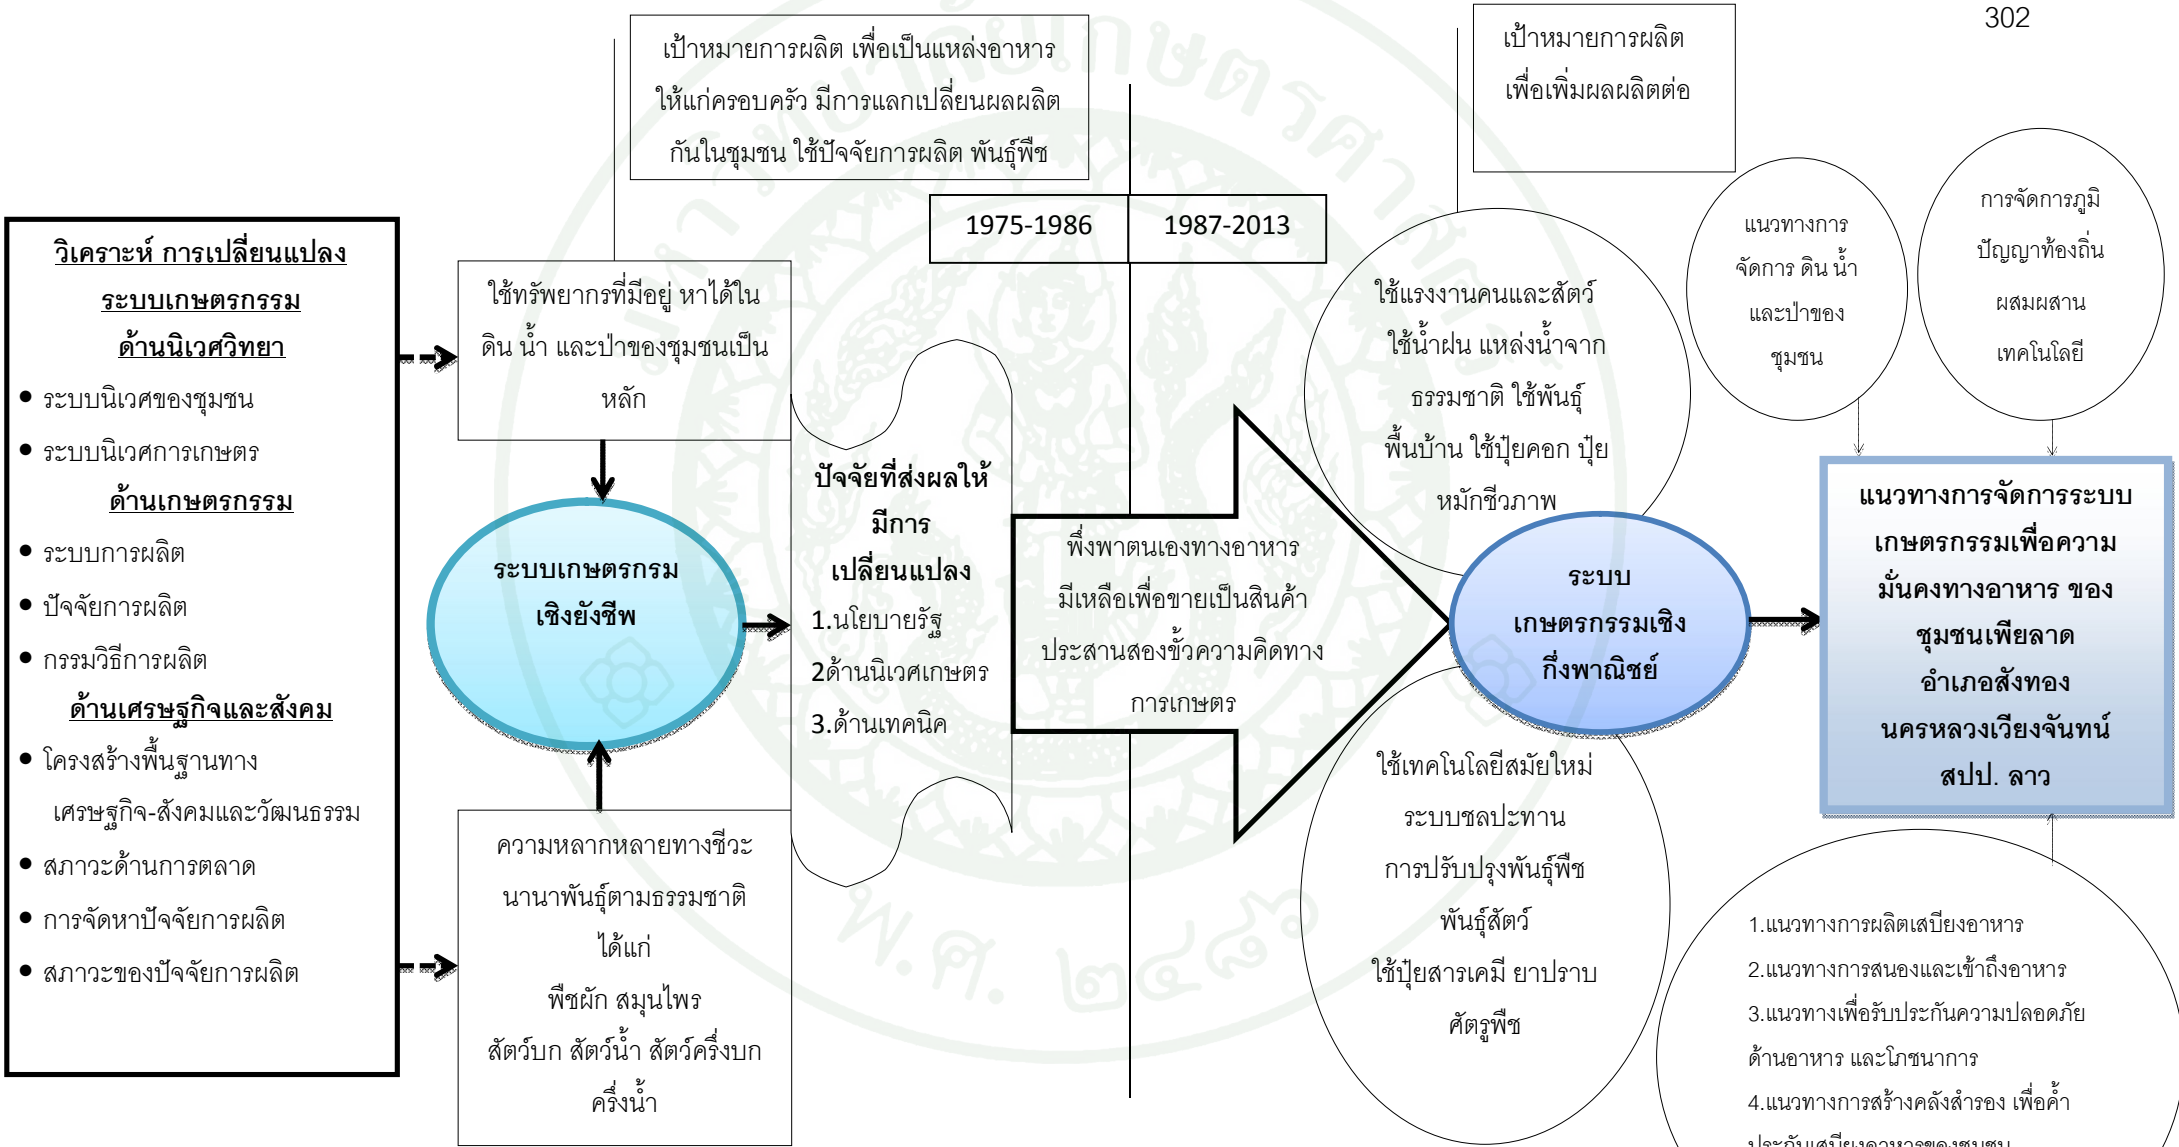 302
เป้าหมายการผลิต เพื่อเป็นแหล่งอาหาร
ให้แก่ครอบครัว มีการแลกเปลี่ยนผลผลิต
กันในชุมชน ใช้ปัจจัยการผลิต พันธุ์พืช
เป้าหมายการผลิต
เพื่อเพิ่มผลผลิตต่อ
1975-1986
1987-2013
วิเคราะห์ การเปลี่ยนแปลง
ระบบเกษตรกรรม
ด้านนิเวศวิทยา
• ระบบนิเวศของชุมชน
• ระบบนิเวศการเกษตร
ด้านเกษตรกรรม
• ระบบการผลิต
• ปัจจัยการผลิต
• กรรมวิธีการผลิต
ด้านเศรษฐกิจและสังคม
• โครงสร้างพื้นฐานทาง
เศรษฐกิจ-สังคมและวัฒนธรรม
• สภาวะด้านการตลาด
• การจัดหาปัจจัยการผลิต
• สภาวะของปัจจัยการผลิต
ใช้ทรัพยากรที่มีอยู่ หาได้ใน
ดิน น้ำ และป่าของชุมชนเป็น
หลัก
ระบบเกษตรกรม
เชิงยังชีพ
ความหลากหลายทางชีวะ
นานาพันธุ์ตามธรรมชาติ
ได้แก่
พืชผัก สมุนไพร
สัตว์บก สัตว์น้ำ สัตว์ครึ่งบก
ครึ่งน้ำ
ปัจจัยที่ส่งผลให้
มีการ
เปลี่ยนแปลง
1.นโยบายรัฐ
2ด้านนิเวศเกษตร
3.ด้านเทคนิค
พึ่งพาตนเองทางอาหาร
มีเหลือเพื่อขายเป็นสินค้า
ประสานสองขั้วความคิดทาง
การเกษตร
ใช้แรงงานคนและสัตว์
ใช้น้ำฝน แหล่งน้ำจาก
ธรรมชาติ ใช้พันธุ์
พื้นบ้าน ใช้ปุ๋ยคอก ปุ๋ย
หมักชีวภาพ
ระบบ
เกษตรกรรมเชิง
กึ่งพาณิชย์
ใช้เทคโนโลยีสมัยใหม่
ระบบชลปะทาน
การปรับปรุงพันธุ์พืช
พันธุ์สัตว์
ใช้ปุ๋ยสารเคมี ยาปราบ
ศัตรูพืช
แนวทางการ
จัดการ ดิน น้ำ
และป่าของ
ชุมชน
การจัดการภูมิ
ปัญญาท้องถิ่น
ผสมผสาน
เทคโนโลยี
แนวทางการจัดการระบบ
เกษตรกรรมเพื่อความ
มั่นคงทางอาหาร ของ
ชุมชนเพียลาด
อำเภอสังทอง
นครหลวงเวียงจันทน์
สปป. ลาว
1.แนวทางการผลิตเสบียงอาหาร
2.แนวทางการสนองและเข้าถึงอาหาร
3.แนวทางเพื่อรับประกันความปลอดภัย
ด้านอาหาร และโภชนาการ
4.แนวทางการสร้างคลังสำรอง เพื่อค้ำ
ประกันเสบียงอาหารของชุมชน
มหาวิทยาลัยเกษตรศาสตร์
พ.ศ. ๒๔๘๖